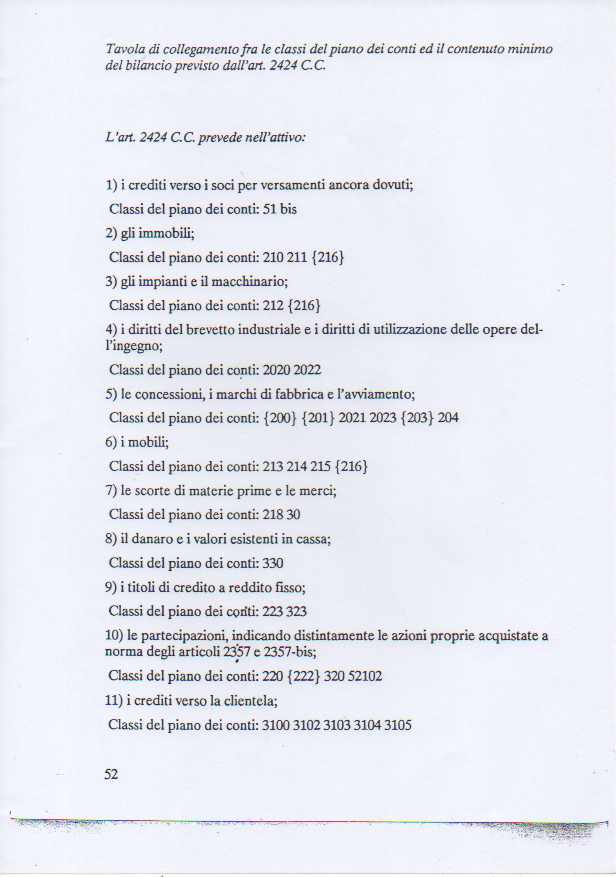 Tavola di collegamento fra le classi del piano dei conti ed il contenuto minimo
del bilancio previsto dall'art. 2424 C.C.
L'art. 2424 C.C. prevede nell'attivo:
1) i crediti verso i soci per versamenti ancora dovuti;
Classi del piano dei conti: 51 bis
2) gli immobili;
Classi del piano dei conti: 210 211 {216}
3) gli impianti e il macchinario;
Classi del piano dei conti: 212 {216}
4) i diritti del brevetto industriale e i diritti di utilizzazione delle opere del-
l'ingegno;
Classi del piano dei conti: 2020 2022
5) le concessioni, i marchi di fabbrica e l'avviamento;
Classi del piano dei conti: {200} {201} 2021 2023 {203} 204
6) i mobili;
Classi del piano dei conti: 213 214 215 {216}
7) le scorte di materie prime e le merci;
Classi del piano dei conti: 218 30
8) il danaro e i valori esistenti in cassa;
Classi del piano dei conti: 330
9) i titoli di credito a reddito fisso;
Classi del piano dei conti: 223 323
10) le partecipazioni, indicando distintamente le azioni proprie acquistate a
norma degli articoli 2357 e 2357-bis;
Classi del piano dei conti: 220 {222} 320 52102
11) i crediti verso la clientela;
Classi del piano dei conti: 3100 3102 3103 3104 3105
52